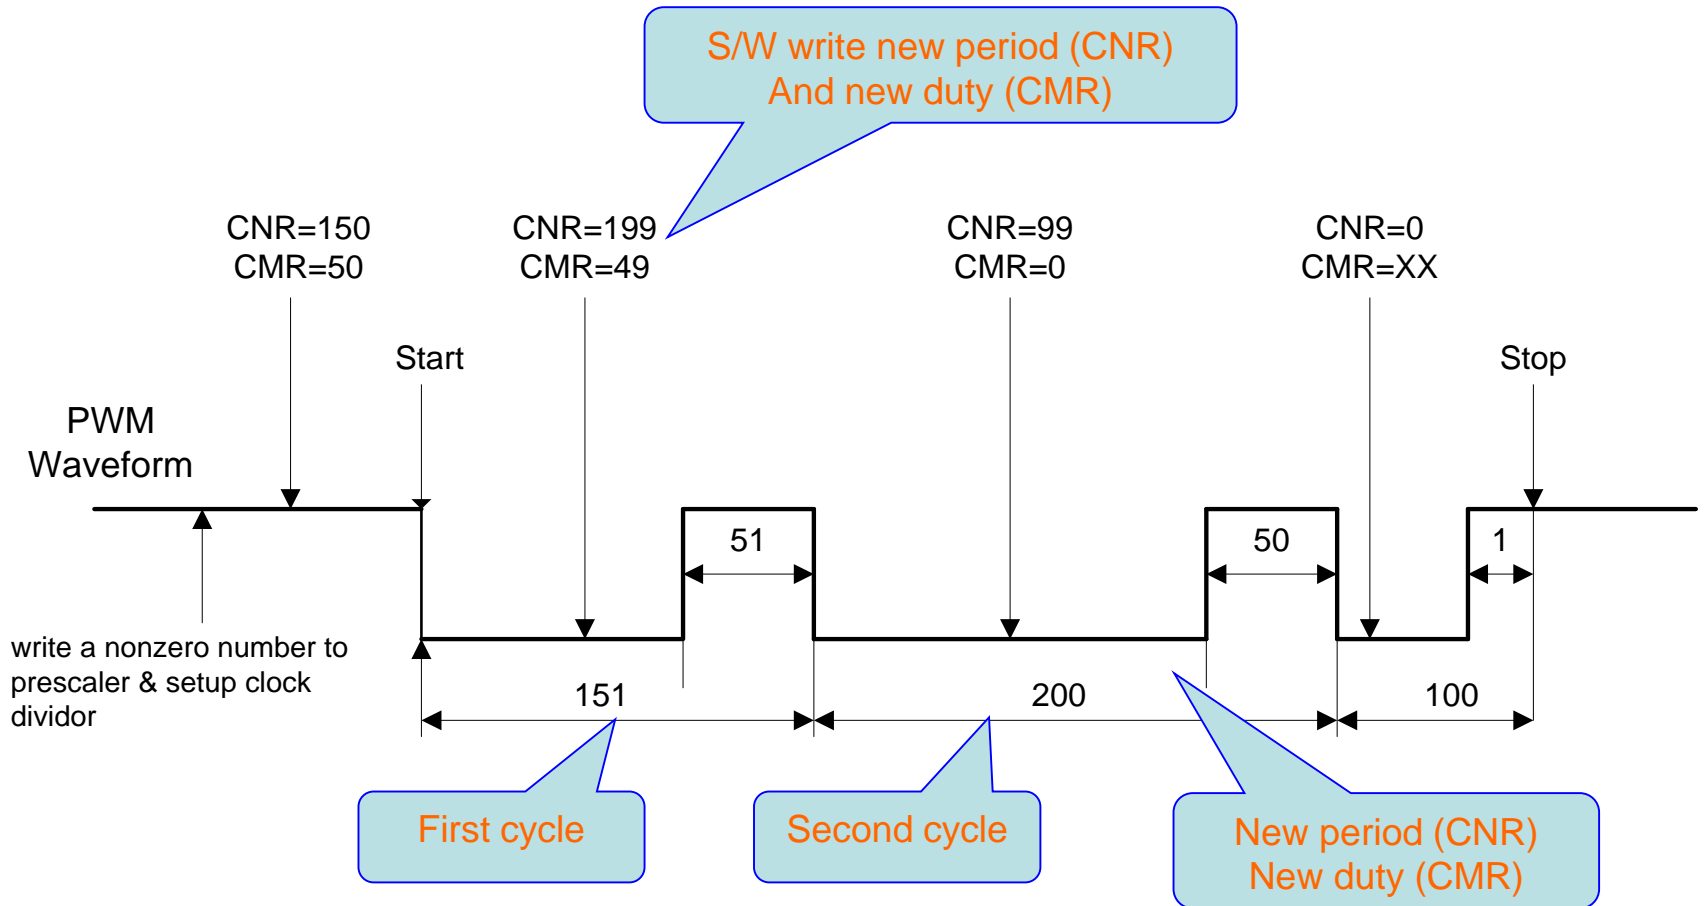 S/W write new period (CNR)
And new duty (CMR)
CNR=150
CMR=50
CNR=199
CMR=49
CNR=99
CMR=0
CNR=0
CMR=XX
Start
Stop
PWM
Waveform
51
50
1
write a nonzero number to
prescaler & setup clock
dividor
151
200
100
First cycle
Second cycle
New period (CNR)
New duty (CMR)